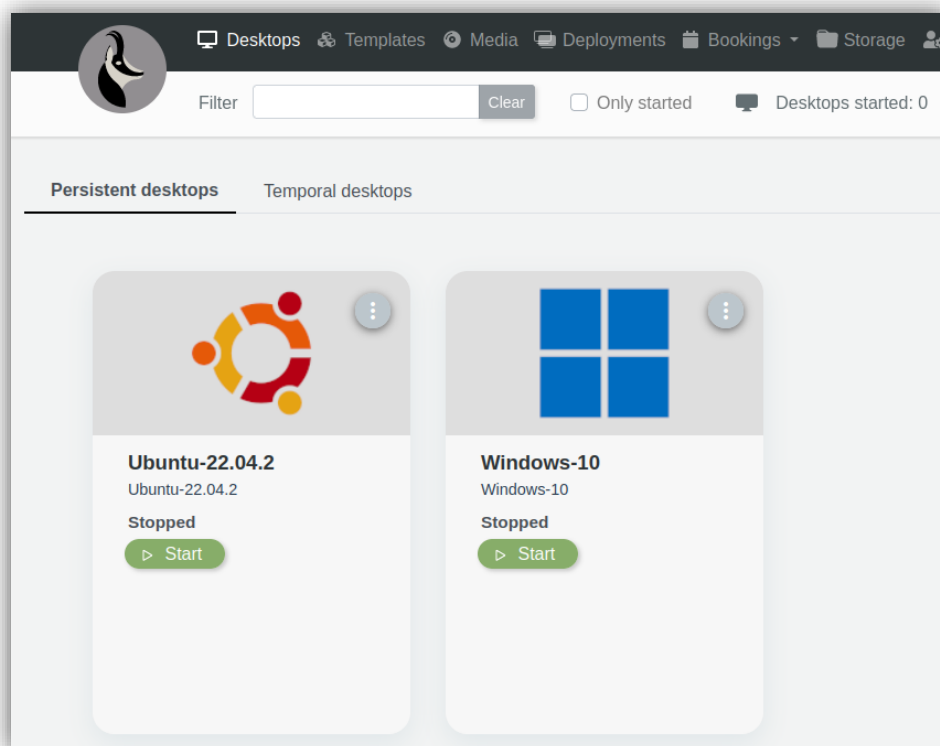 Desktops Templates Media Deployments Bookings Storage
Filter Clear Only started Desktops started: 0
Persistent desktops Temporal desktops
Ubuntu-22.04.2
Ubuntu-22.04.2
Stopped
Start
Windows-10
Windows-10
Stopped
Start